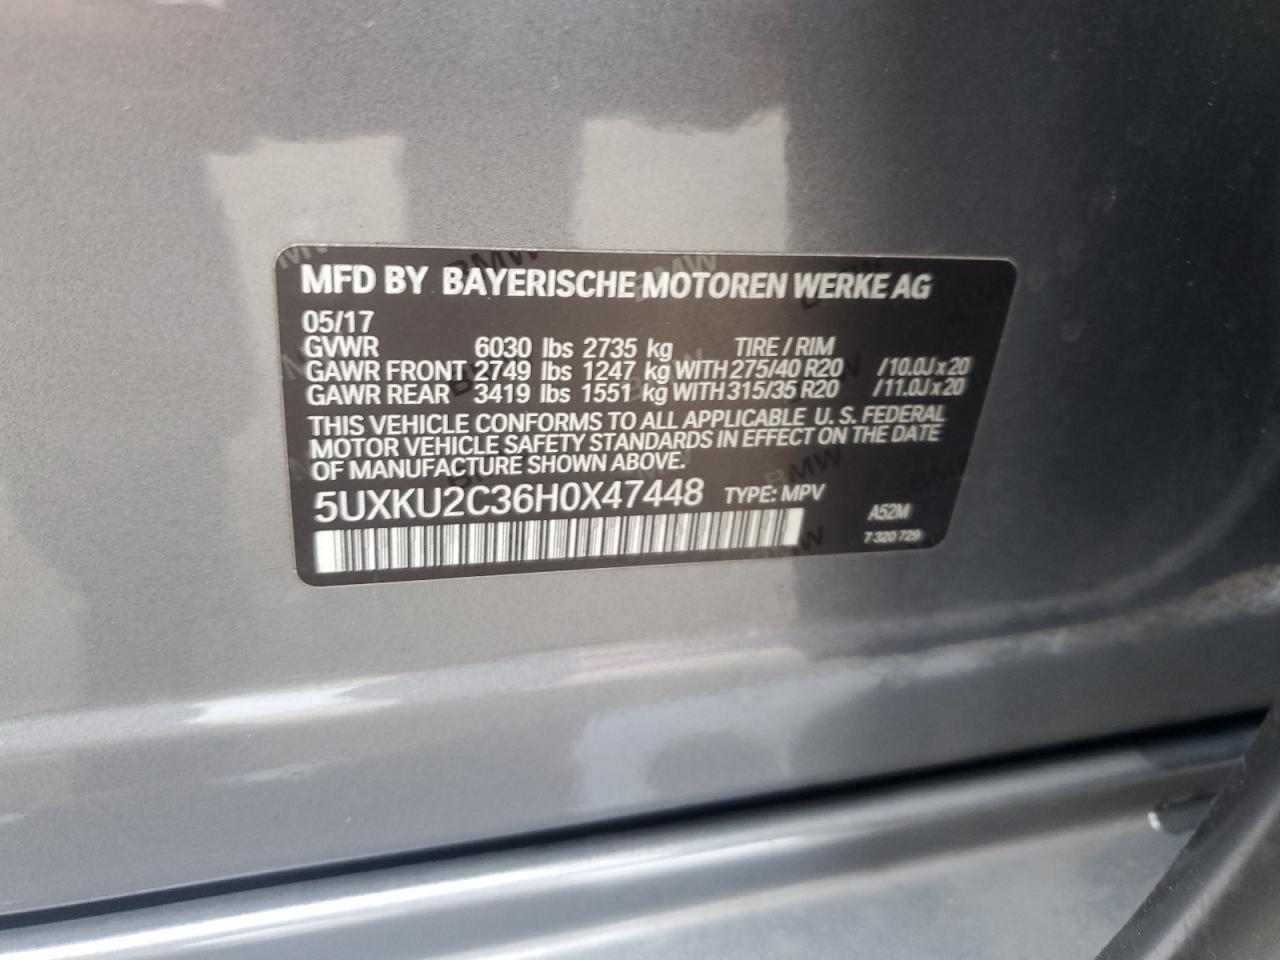 MFD BY BAYERISCHE MOTOREN WERKE AG
05/17
GVWR 6030 lbs 2735 kg TIRE / RIM
GAWR FRONT 2749 lbs 1247 kg WITH 275/40 R20 /10.0J x 20
GAWR REAR 3419 lbs 1551 kg WITH 315/35 R20 /11.0J x 20
THIS VEHICLE CONFORMS TO ALL APPLICABLE U. S. FEDERAL
MOTOR VEHICLE SAFETY STANDARDS IN EFFECT ON THE DATE
OF MANUFACTURE SHOWN ABOVE.
5UXKU2C36H0X47448 TYPE: MPV
A52M
7 320 729